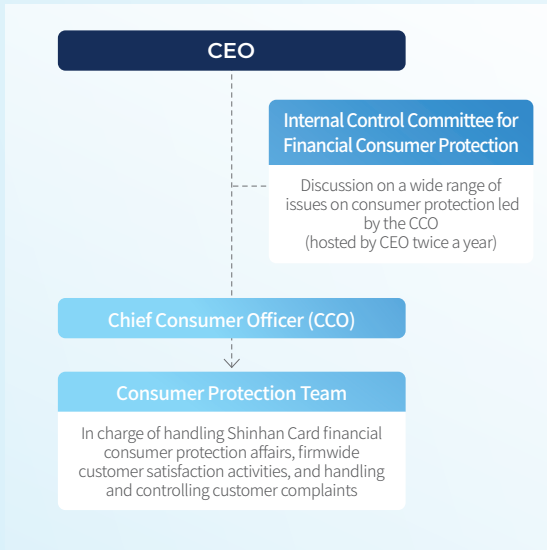 CEO
Internal Control Committee for
Financial Consumer Protection
Discussion on a wide range of
issues on consumer protection led
by the CCO
(hosted by CEO twice a year)
Chief Consumer Officer (CCO)
Consumer Protection Team
In charge of handling Shinhan Card financial
consumer protection affairs, firmwide
customer satisfaction activities, and handling
and controlling customer complaints